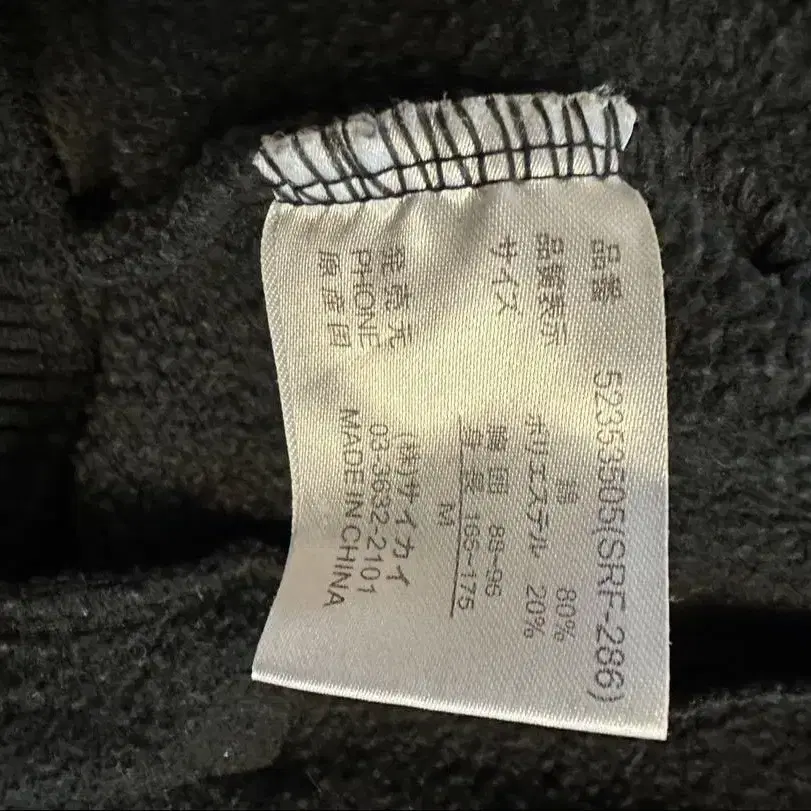 品番 52353505(SRF-286)
品質表示 綿 80%
ポリエステル 20%
サイズ 胸囲 88~96
身長 165~175
M
発売元 (株)サイカイ
PHONE 03-3632-2101
原産国 MADE IN CHINA